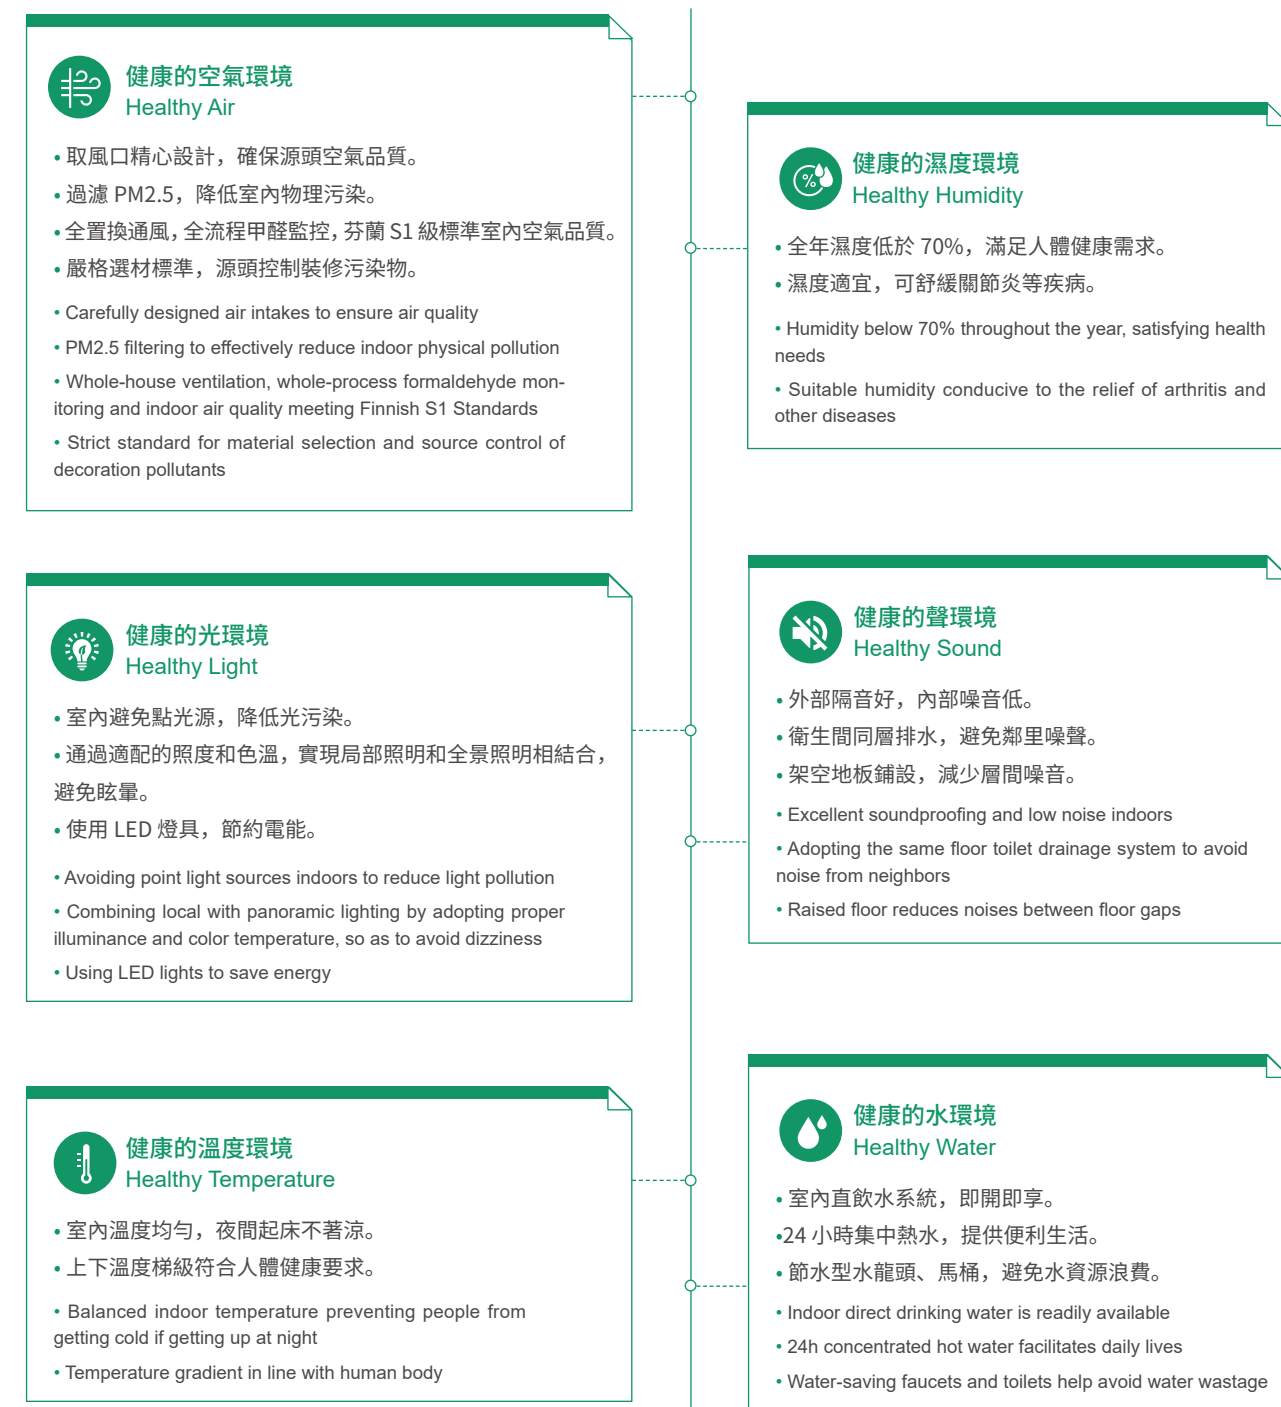 健康的空氣環境
Healthy Air
• 取風口精心設計，確保源頭空氣品質。
• 過濾 PM2.5，降低室內物理污染。
• 全置換通風，全流程甲醛監控，芬蘭 S1 級標準室內空氣品質。
• 嚴格選材標準，源頭控制裝修污染物。
• Carefully designed air intakes to ensure air quality
• PM2.5 filtering to effectively reduce indoor physical pollution
• Whole-house ventilation, whole-process formaldehyde mon-
itoring and indoor air quality meeting Finnish S1 Standards
• Strict standard for material selection and source control of
decoration pollutants
健康的濕度環境
Healthy Humidity
• 全年濕度低於 70%，滿足人體健康需求。
• 濕度適宜，可舒緩關節炎等疾病。
• Humidity below 70% throughout the year, satisfying health
needs
• Suitable humidity conducive to the relief of arthritis and
other diseases
健康的光環境
Healthy Light
• 室內避免點光源，降低光污染。
• 通過適配的照度和色溫，實現局部照明和全景照明相結合，
避免眩暈。
• 使用 LED 燈具，節約電能。
• Avoiding point light sources indoors to reduce light pollution
• Combining local with panoramic lighting by adopting proper
illuminance and color temperature, so as to avoid dizziness
• Using LED lights to save energy
健康的聲環境
Healthy Sound
• 外部隔音好，內部噪音低。
• 衛生間同層排水，避免鄰里噪聲。
• 架空地板鋪設，減少層間噪音。
• Excellent soundproofing and low noise indoors
• Adopting the same floor toilet drainage system to avoid
noise from neighbors
• Raised floor reduces noises between floor gaps
健康的溫度環境
Healthy Temperature
• 室內溫度均勻，夜間起床不著涼。
• 上下溫度梯級符合人體健康要求。
• Balanced indoor temperature preventing people from
getting cold if getting up at night
• Temperature gradient in line with human body
健康的水環境
Healthy Water
• 室內直飲水系統，即開即享。
•24 小時集中熱水，提供便利生活。
• 節水型水龍頭、馬桶，避免水資源浪費。
• Indoor direct drinking water is readily available
• 24h concentrated hot water facilitates daily lives
• Water-saving faucets and toilets help avoid water wastage